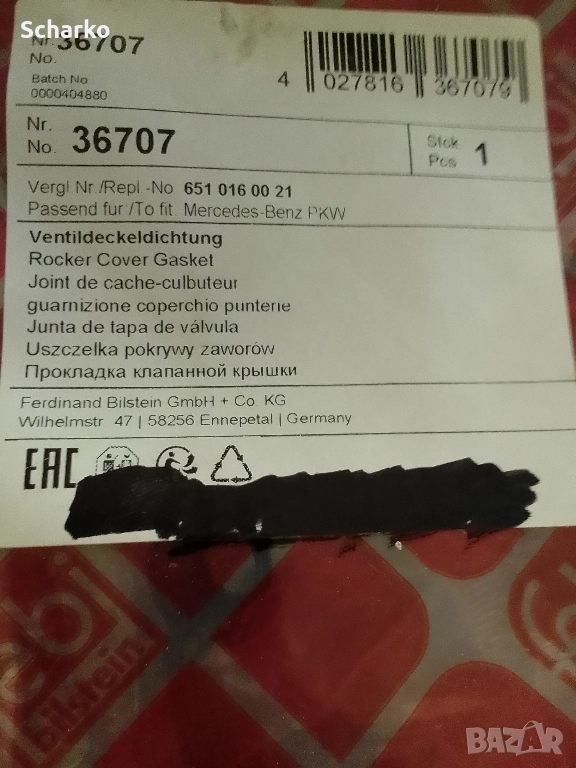 Scharko
Nr. 36707
No.
Batch No
0000404880
4 027816 367079
Nr.
No. 36707
Stck
Pcs 1
Vergl Nr./Repl.-No 651 016 00 21
Passend für/To fit. Mercedes-Benz PKW
Ventildeckeldichtung
Rocker Cover Gasket
Joint de cache-culbuteur
guarnizione coperchio punterie
Junta de tapa de válvula
Uszczelka pokrywy zaworów
Прокладка клапанной крышки
Ferdinand Bilstein GmbH + Co. KG
Wilhelmstr. 47 | 58256 Ennepetal | Germany
EAC
bilstein
BAZAR